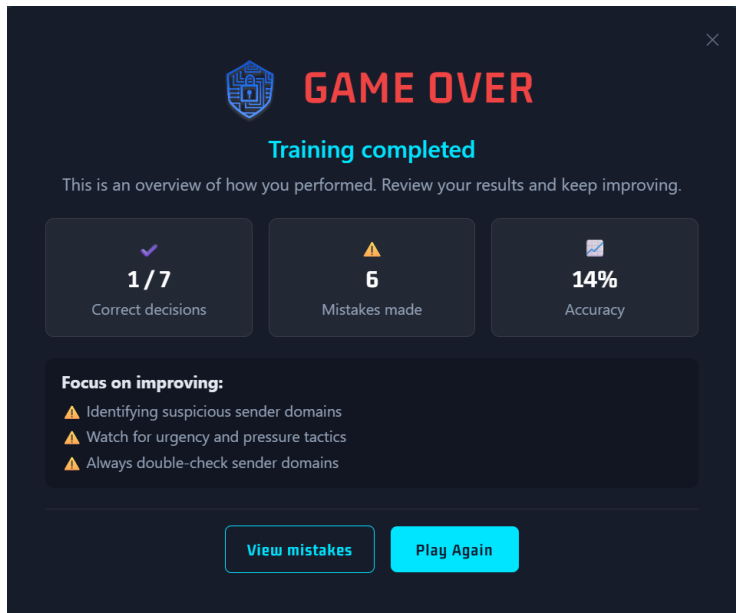 GAME OVER
Training completed
This is an overview of how you performed. Review your results and keep improving.
1 / 7
Correct decisions
6
Mistakes made
14%
Accuracy
Focus on improving:
Identifying suspicious sender domains
Watch for urgency and pressure tactics
Always double-check sender domains
View mistakes
Play Again